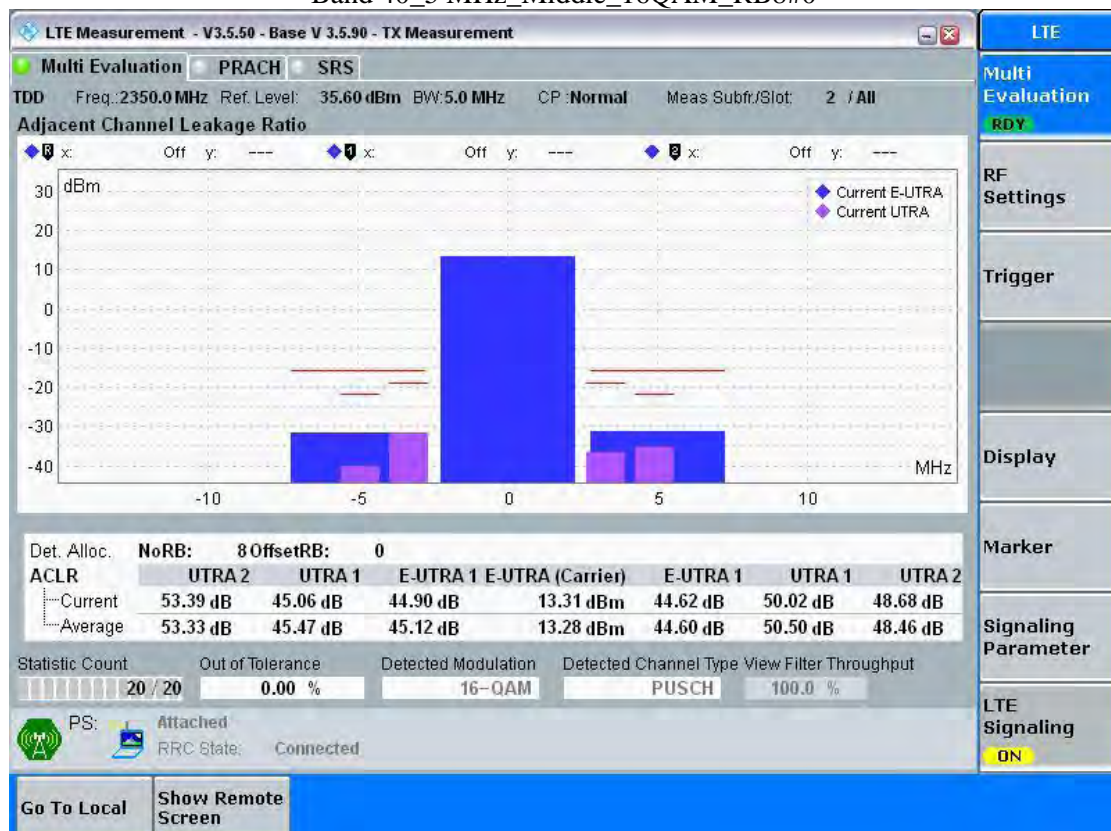 Band 40_5 MHz_Middle_16QAM_RB8#0
LTE Measurement - V3.5.50 - Base V 3.5.90 - TX Measurement
LTE
Multi Evaluation PRACH SRS
Multi Evaluation
RDY
TDD Freq.:2350.0 MHz Ref. Level: 35.60 dBm BW:5.0 MHz CP :Normal Meas Subfr./Slot: 2 / All
Adjacent Channel Leakage Ratio
R x: Off y: --- 1 x: Off y: --- 2 x: Off y: ---
dBm
Current E-UTRA
Current UTRA
30
20
10
0
-10
-20
-30
-40
MHz
-10 -5 0 5 10
RF Settings
Trigger
Display
Marker
Signaling Parameter
LTE Signaling
ON
Det. Alloc. NoRB: 8 OffsetRB: 0
ACLR UTRA 2 UTRA 1 E-UTRA 1 E-UTRA (Carrier) E-UTRA 1 UTRA 1 UTRA 2
Current 53.39 dB 45.06 dB 44.90 dB 13.31 dBm 44.62 dB 50.02 dB 48.68 dB
Average 53.33 dB 45.47 dB 45.12 dB 13.28 dBm 44.60 dB 50.50 dB 48.46 dB
Statistic Count Out of Tolerance Detected Modulation Detected Channel Type View Filter Throughput
20 / 20 0.00 % 16-QAM PUSCH 100.0 %
PS: Attached
RRC State: Connected
Go To Local
Show Remote Screen